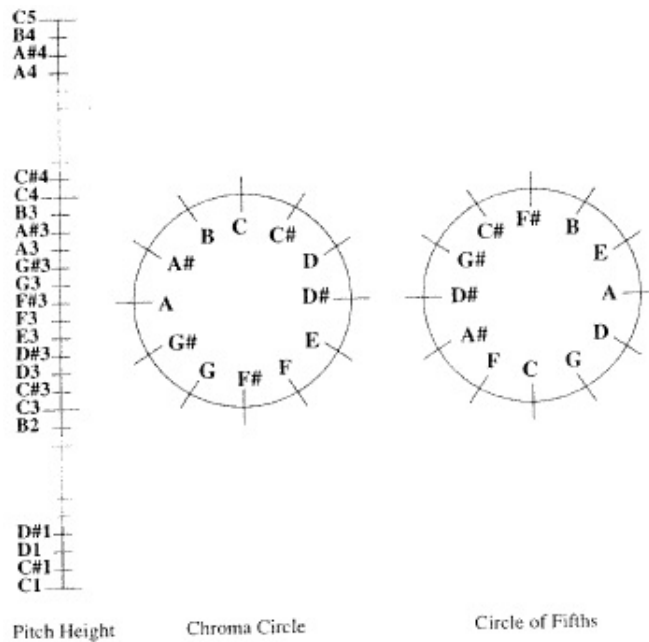 C5
B4
A#4
A4
C#4
C4
B3
A#3
A3
G#3
G3
F#3
F3
E3
D#3
D3
C#3
C3
B2
D#1
D1
C#1
C1
Pitch Height
C
C#
D
D#
E
F
F#
G
G#
A
A#
B
Chroma Circle
F#
B
E
A
D
G
C
F
A#
D#
G#
C#
Circle of Fifths